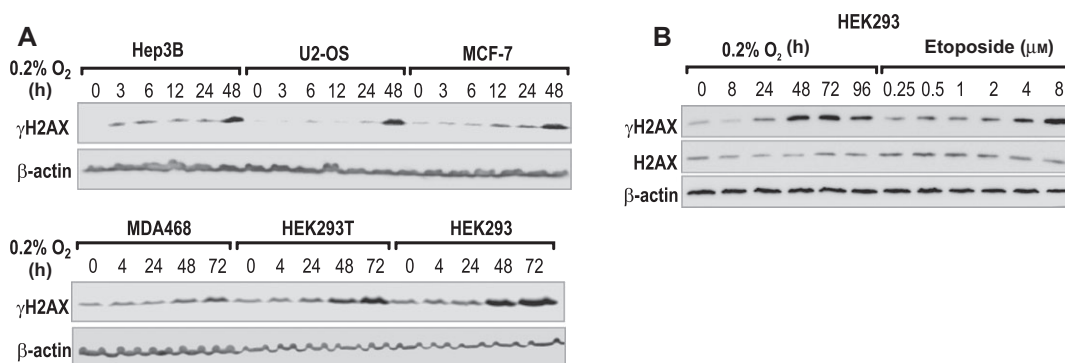 A
Hep3B U2-OS MCF-7
0.2% O2
(h)
0 3 6 12 24 48 0 3 6 12 24 48 0 3 6 12 24 48
γH2AX
β-actin
MDA468 HEK293T HEK293
0.2% O2
(h)
0 4 24 48 72 0 4 24 48 72 0 4 24 48 72
γH2AX
β-actin
B
HEK293
0.2% O2 (h) Etoposide (μM)
0 8 24 48 72 96 0.25 0.5 1 2 4 8
γH2AX
H2AX
β-actin